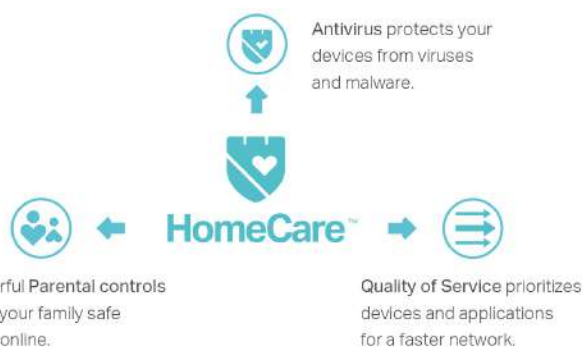 Antivirus protects your
devices from viruses
and malware.
HomeCare™
rful Parental controls
your family safe
online.
Quality of Service prioritizes
devices and applications
for a faster network.